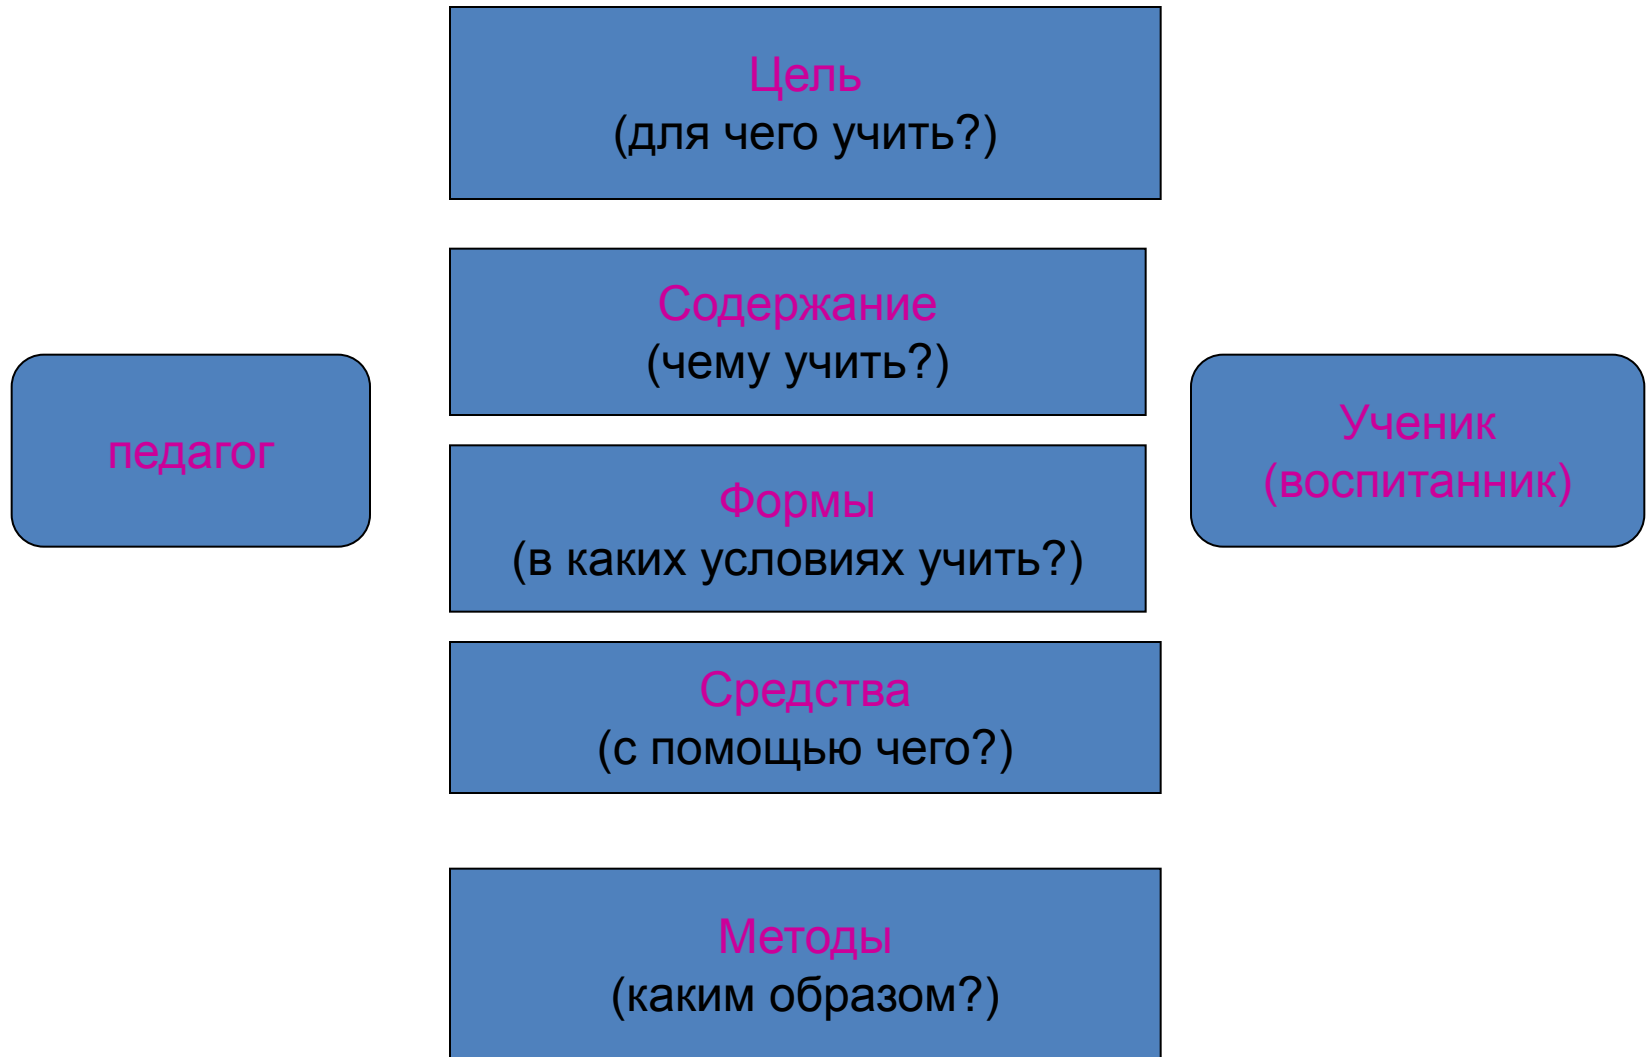 Цель
(для чего учить?)
Содержание
(чему учить?)
педагог
Ученик
(воспитанник)
Формы
(в каких условиях учить?)
Средства
(с помощью чего?)
Методы
(каким образом?)